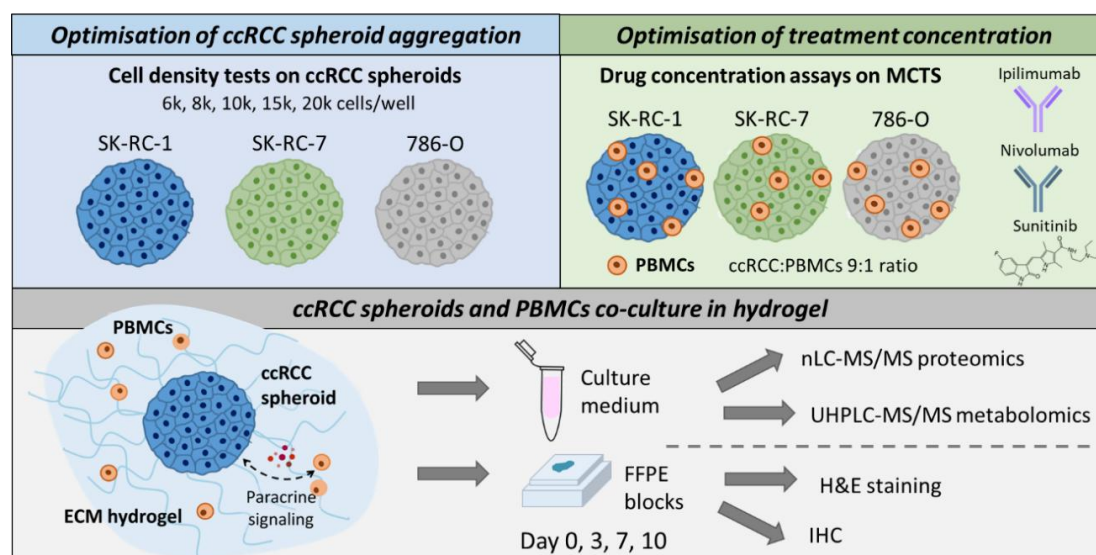 Optimisation of ccRCC spheroid aggregation
Cell density tests on ccRCC spheroids
6k, 8k, 10k, 15k, 20k cells/well
SK-RC-1
SK-RC-7
786-O
Optimisation of treatment concentration
Drug concentration assays on MCTS
SK-RC-1
SK-RC-7
786-O
PBMCs
ccRCC:PBMCs 9:1 ratio
Ipilimumab
Nivolumab
Sunitinib
ccRCC spheroids and PBMCs co-culture in hydrogel
PBMCs
ccRCC
spheroid
Paracrine
signaling
ECM hydrogel
Culture
medium
FFPE
blocks
Day 0, 3, 7, 10
nLC-MS/MS proteomics
UHPLC-MS/MS metabolomics
H&E staining
IHC